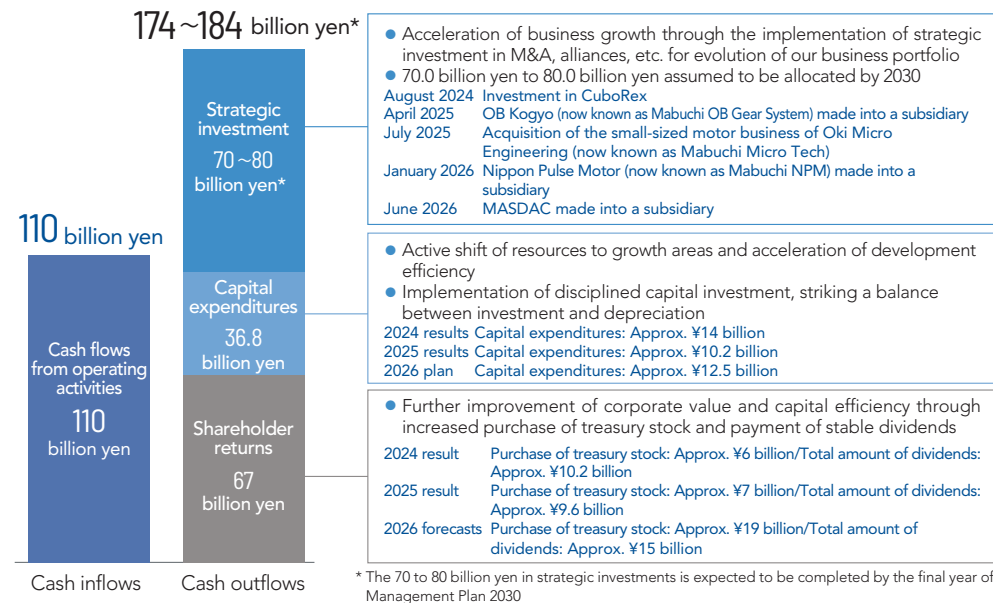 174~184 billion yen*
Strategic
investment
70~80
billion yen*
110 billion yen
Capital
expenditures
36.8
billion yen
Cash flows
from operating
activities
110
billion yen
Shareholder
returns
67
billion yen
Cash inflows
Cash outflows
● Acceleration of business growth through the implementation of strategic
investment in M&A, alliances, etc. for evolution of our business portfolio
● 70.0 billion yen to 80.0 billion yen assumed to be allocated by 2030
August 2024 Investment in CuboRex
April 2025 OB Kogyo (now known as Mabuchi OB Gear System) made into a subsidiary
July 2025 Acquisition of the small-sized motor business of Oki Micro
Engineering (now known as Mabuchi Micro Tech)
January 2026 Nippon Pulse Motor (now known as Mabuchi NPM) made into a
subsidiary
June 2026 MASDAC made into a subsidiary
● Active shift of resources to growth areas and acceleration of development
efficiency
● Implementation of disciplined capital investment, striking a balance
between investment and depreciation
2024 results Capital expenditures: Approx. ¥14 billion
2025 results Capital expenditures: Approx. ¥10.2 billion
2026 plan Capital expenditures: Approx. ¥12.5 billion
● Further improvement of corporate value and capital efficiency through
increased purchase of treasury stock and payment of stable dividends
2024 result Purchase of treasury stock: Approx. ¥6 billion/Total amount of dividends:
Approx. ¥10.2 billion
2025 result Purchase of treasury stock: Approx. ¥7 billion/Total amount of dividends:
Approx. ¥9.6 billion
2026 forecasts Purchase of treasury stock: Approx. ¥19 billion/Total amount of
dividends: Approx. ¥15 billion
* The 70 to 80 billion yen in strategic investments is expected to be completed by the final year of
Management Plan 2030